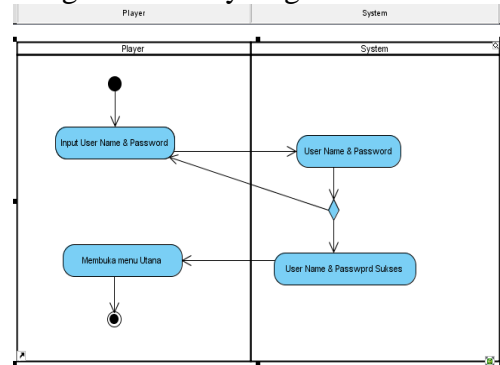 Player System
Player System
Input User Name & Password
User Name & Password
Membuka menu Utana
User Name & Passwprd Sukses